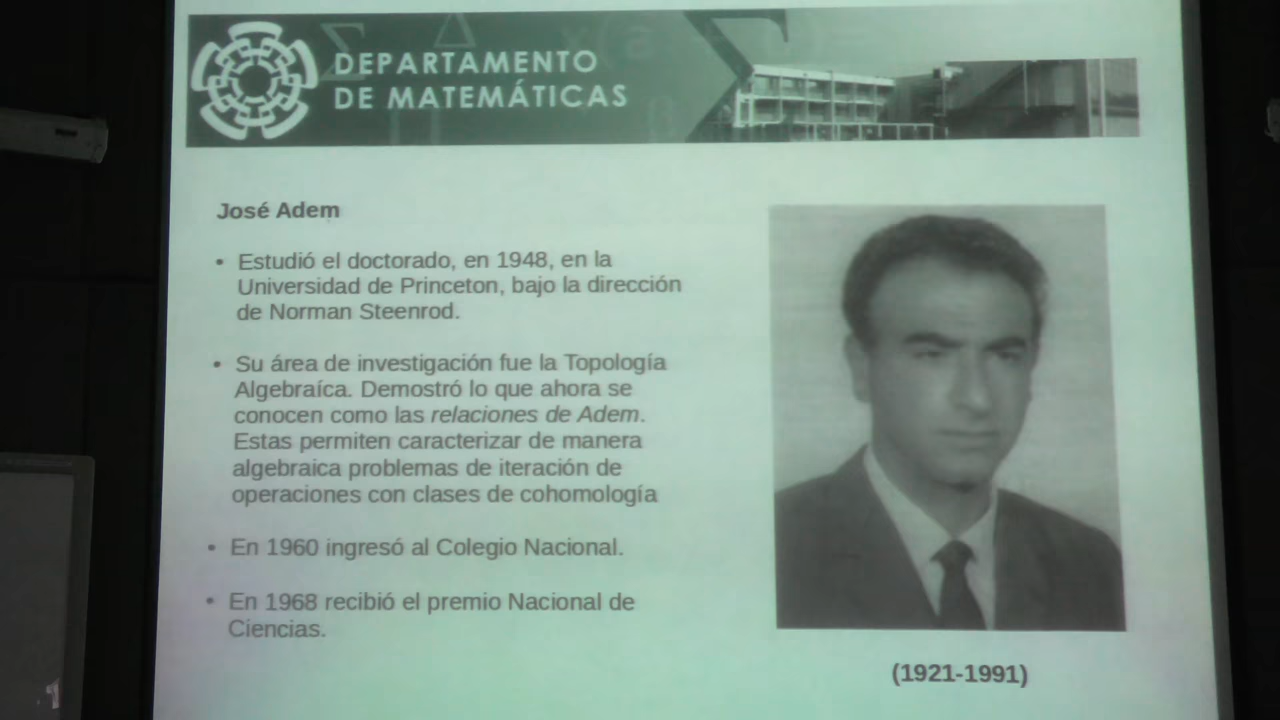 DEPARTAMENTO
DE MATEMÁTICAS
José Adem
• Estudió el doctorado, en 1948, en la
Universidad de Princeton, bajo la dirección
de Norman Steenrod.
• Su área de investigación fue la Topología
Algebraíca. Demostró lo que ahora se
conocen como las relaciones de Adem.
Estas permiten caracterizar de manera
algebraica problemas de iteración de
operaciones con clases de cohomología
• En 1960 ingresó al Colegio Nacional.
• En 1968 recibió el premio Nacional de
Ciencias.
(1921-1991)